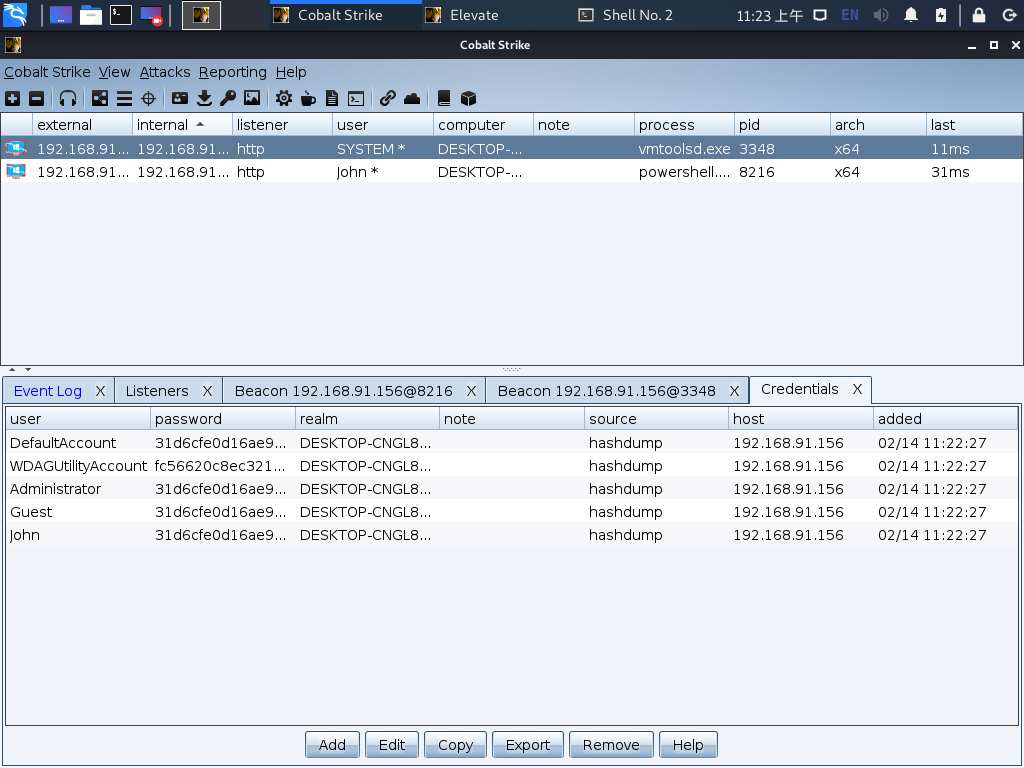 Cobalt Strike Elevate Shell No. 2 11:23 上午 EN
Cobalt Strike
Cobalt Strike View Attacks Reporting Help
external internal listener user computer note process pid arch last
192.168.91... 192.168.91... http SYSTEM * DESKTOP-... vmtoolsd.exe 3348 x64 11ms
192.168.91... 192.168.91... http John * DESKTOP-... powershell.... 8216 x64 31ms
Event Log X Listeners X Beacon 192.168.91.156@8216 X Beacon 192.168.91.156@3348 X Credentials X
user password realm note source host added
DefaultAccount 31d6cfe0d16ae9... DESKTOP-CNGL8... hashdump 192.168.91.156 02/14 11:22:27
WDAGUtilityAccount fc56620c8ec321... DESKTOP-CNGL8... hashdump 192.168.91.156 02/14 11:22:27
Administrator 31d6cfe0d16ae9... DESKTOP-CNGL8... hashdump 192.168.91.156 02/14 11:22:27
Guest 31d6cfe0d16ae9... DESKTOP-CNGL8... hashdump 192.168.91.156 02/14 11:22:27
John 31d6cfe0d16ae9... DESKTOP-CNGL8... hashdump 192.168.91.156 02/14 11:22:27
Add Edit Copy Export Remove Help